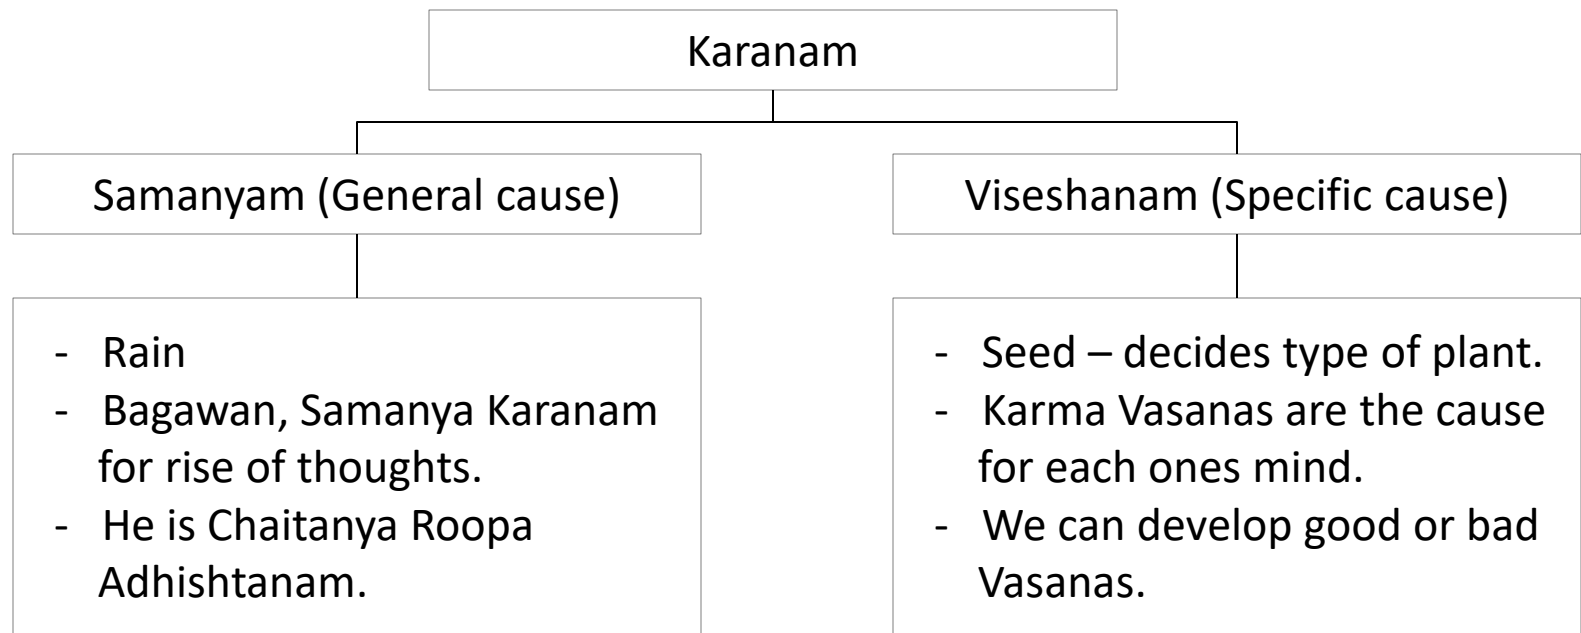 Karanam
Samanyam (General cause)
Viseshanam (Specific cause)
- Rain
- Bagawan, Samanya Karanam
for rise of thoughts.
- He is Chaitanya Roopa
Adhishtanam.
- Seed – decides type of plant.
- Karma Vasanas are the cause
for each ones mind.
- We can develop good or bad
Vasanas.